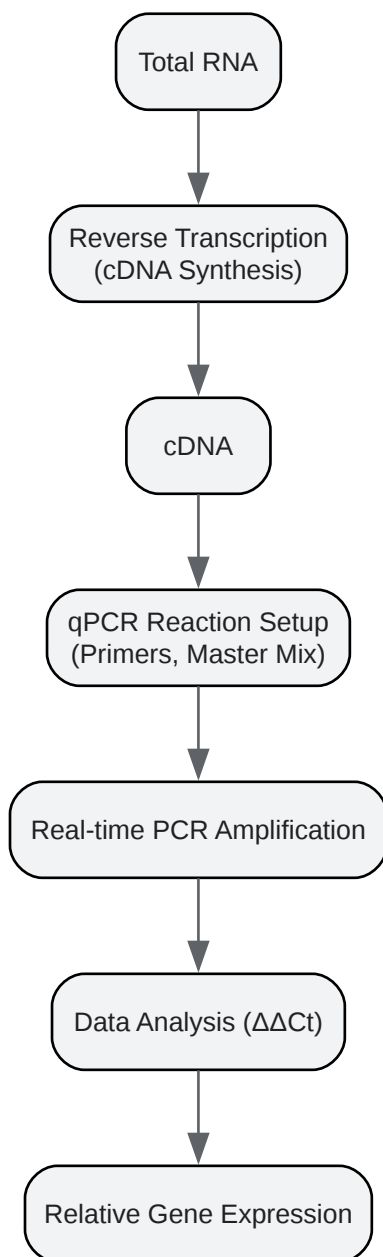 Total RNA
Reverse Transcription
(cDNA Synthesis)
cDNA
qPCR Reaction Setup
(Primers, Master Mix)
Real-time PCR Amplification
Data Analysis (ΔΔCt)
Relative Gene Expression